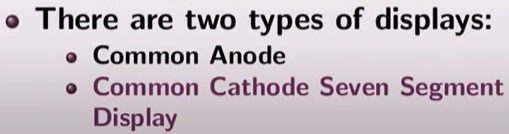 There are two types of displays:
Common Anode
Common Cathode Seven Segment
Display